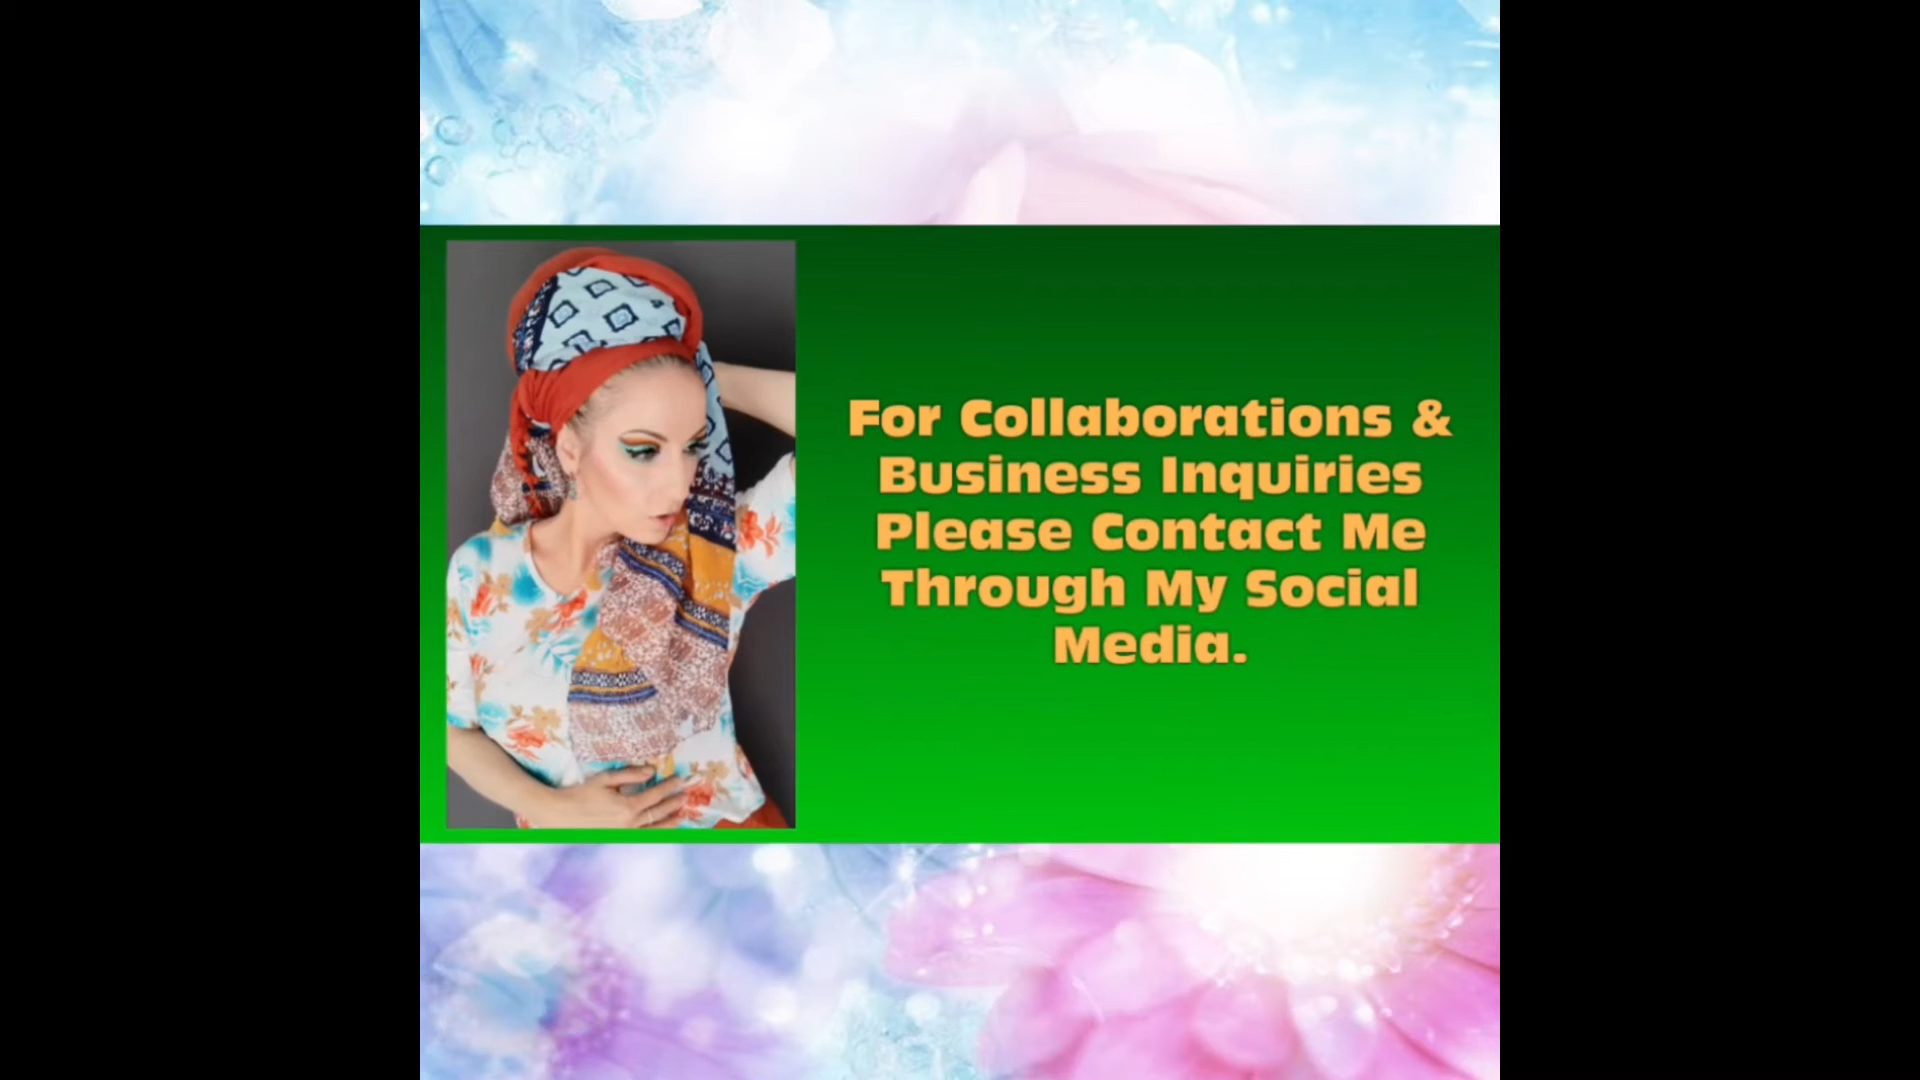 For Collaborations &
Business Inquiries
Please Contact Me
Through My Social
Media.